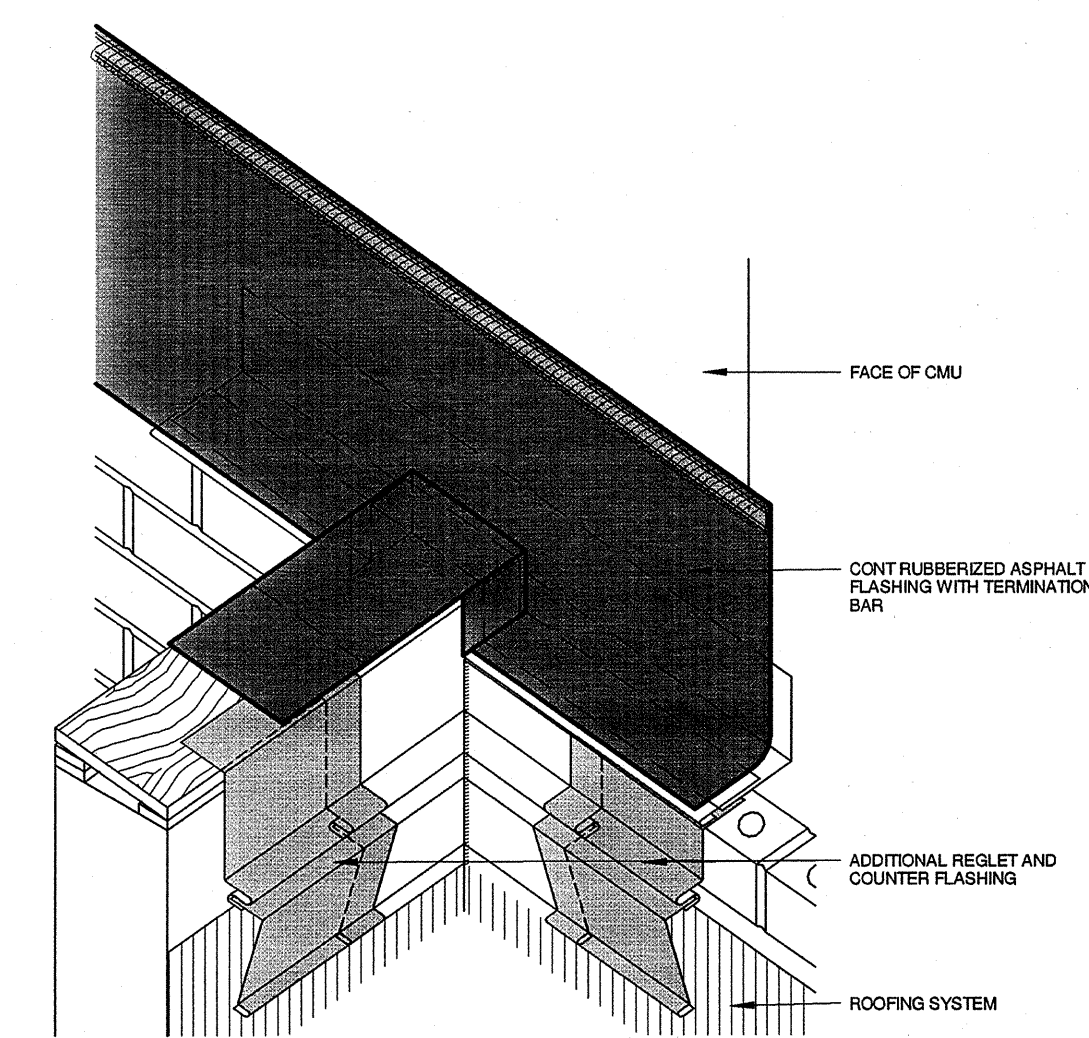 FACE OF CMU
CONT RUBBERIZED ASPHALT
FLASHING WITH TERMINATION
BAR
ADDITIONAL REGLET AND
COUNTER FLASHING
ROOFING SYSTEM